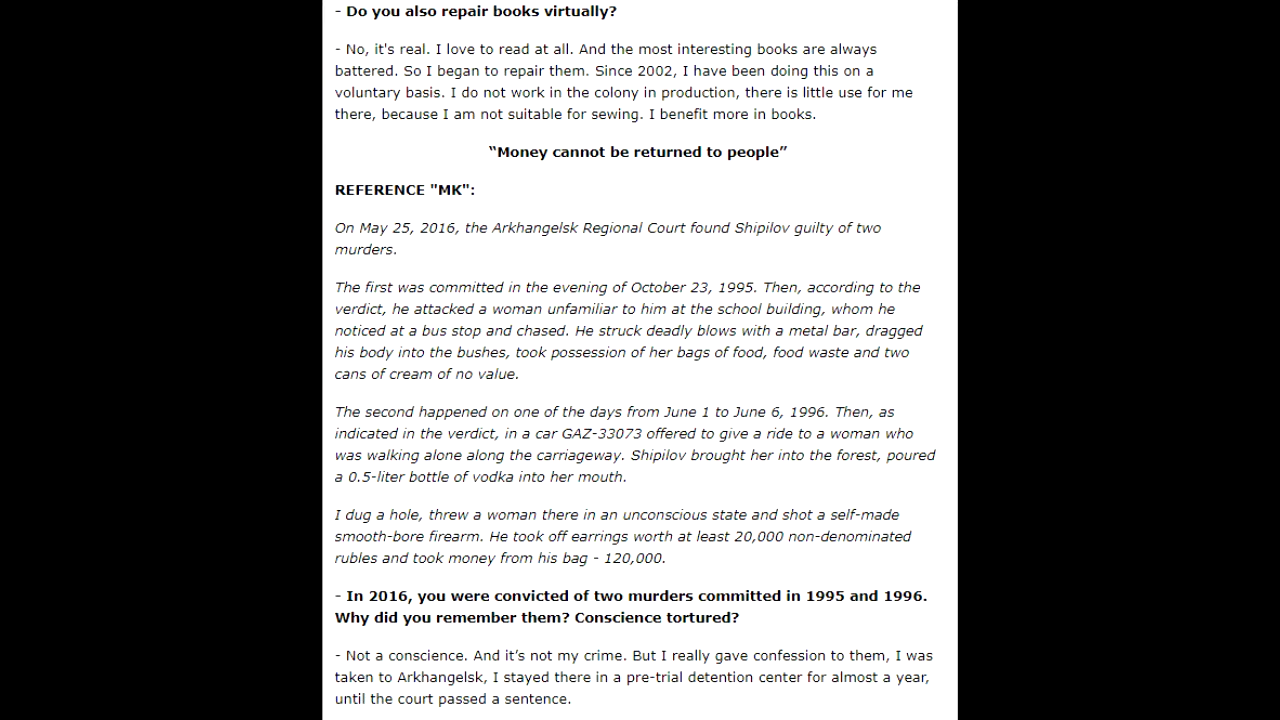 - Do you also repair books virtually?
- No, it's real. I love to read at all. And the most interesting books are always
battered. So I began to repair them. Since 2002, I have been doing this on a
voluntary basis. I do not work in the colony in production, there is little use for me
there, because I am not suitable for sewing. I benefit more in books.
“Money cannot be returned to people”
REFERENCE "MK":
On May 25, 2016, the Arkhangelsk Regional Court found Shipilov guilty of two
murders.
The first was committed in the evening of October 23, 1995. Then, according to the
verdict, he attacked a woman unfamiliar to him at the school building, whom he
noticed at a bus stop and chased. He struck deadly blows with a metal bar, dragged
his body into the bushes, took possession of her bags of food, food waste and two
cans of cream of no value.
The second happened on one of the days from June 1 to June 6, 1996. Then, as
indicated in the verdict, in a car GAZ-33073 offered to give a ride to a woman who
was walking alone along the carriageway. Shipilov brought her into the forest, poured
a 0.5-liter bottle of vodka into her mouth.
I dug a hole, threw a woman there in an unconscious state and shot a self-made
smooth-bore firearm. He took off earrings worth at least 20,000 non-denominated
rubles and took money from his bag - 120,000.
- In 2016, you were convicted of two murders committed in 1995 and 1996.
Why did you remember them? Conscience tortured?
- Not a conscience. And it’s not my crime. But I really gave confession to them, I was
taken to Arkhangelsk, I stayed there in a pre-trial detention center for almost a year,
until the court passed a sentence.